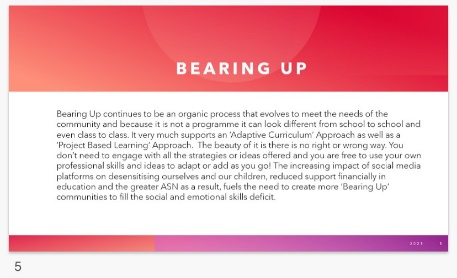 BEARING UP
Bearing Up continues to be an organic process that evolves to meet the needs of the
community and because it is not a programme it can look different from school to school and
even class to class. It very much supports an 'Adaptive Curriculum' Approach as well as a
'Project Based Learning' Approach.  The beauty of it is there is no right or wrong way. You
don't need to engage with all the strategies or ideas offered and you are free to use your own
professional skills and ideas to adapt or add as you go! The increasing impact of social media
platforms on desensitising ourselves and our children, reduced support financially in
education and the greater ASN as a result, fuels the need to create more 'Bearing Up'
communities to fill the social and emotional skills deficit.
5